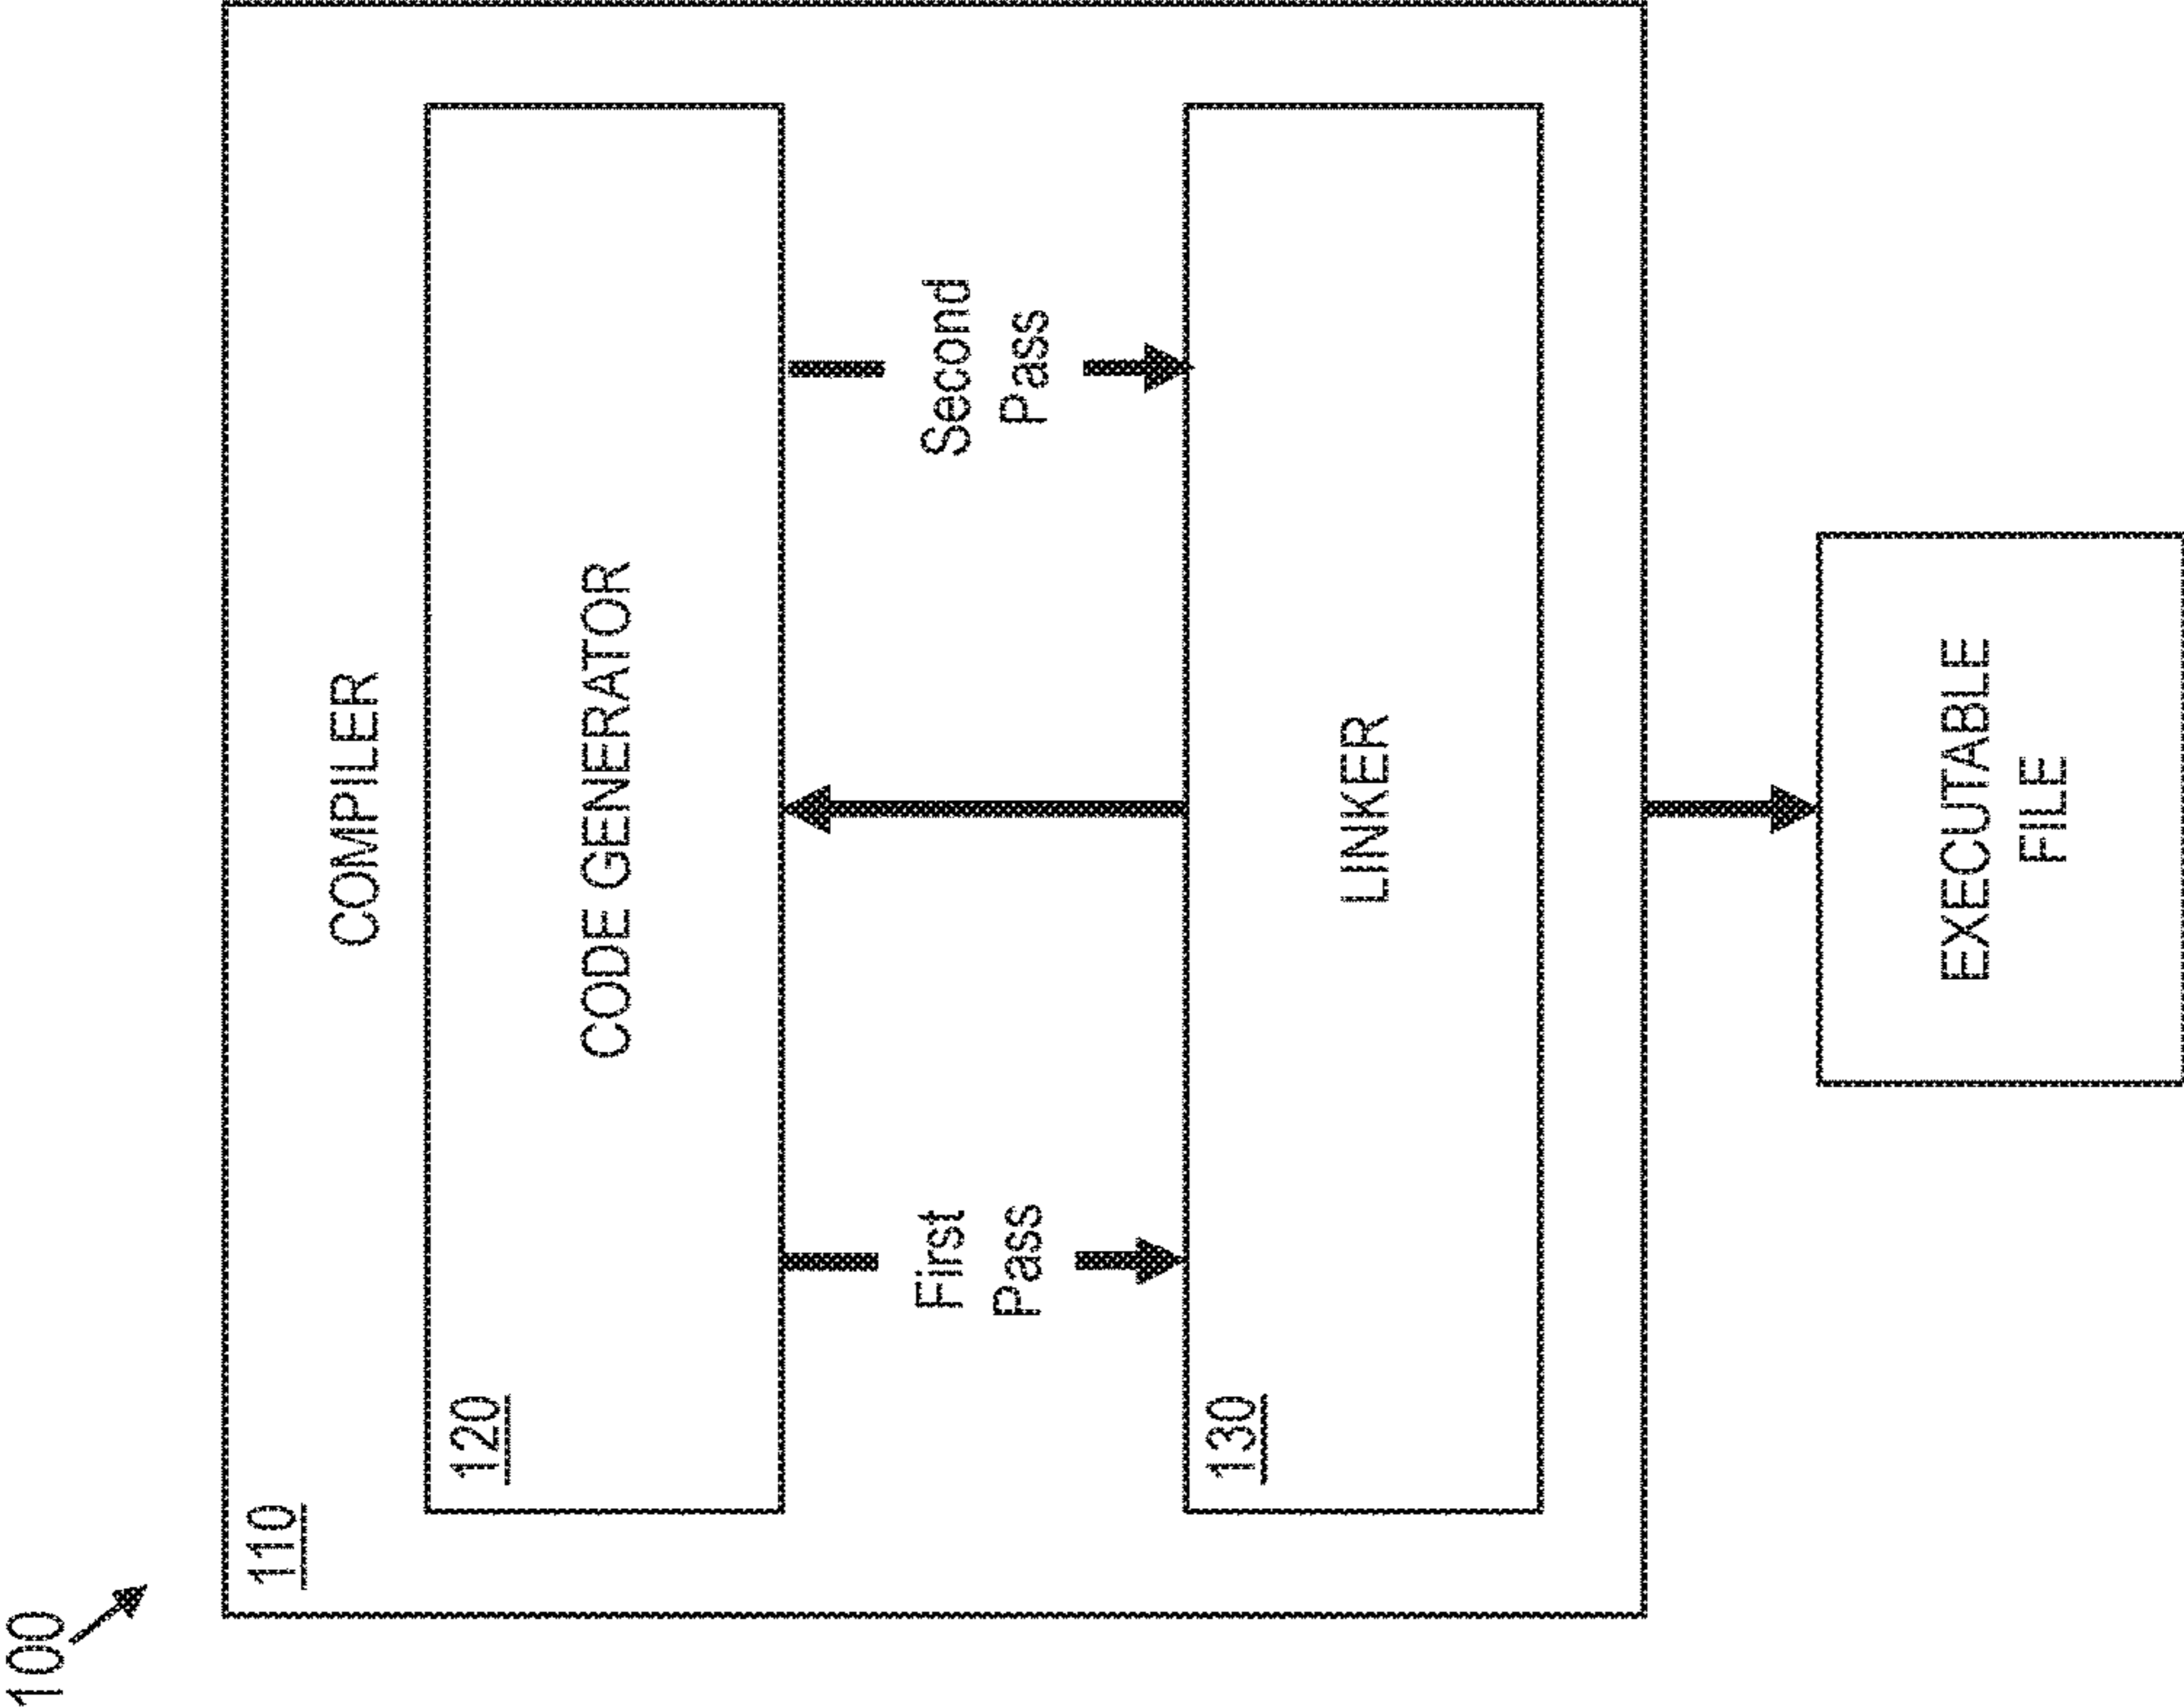 100
110
COMPILER
120
CODE GENERATOR
First
Pass
Second
Pass
130
LINKER
EXECUTABLE
FILE